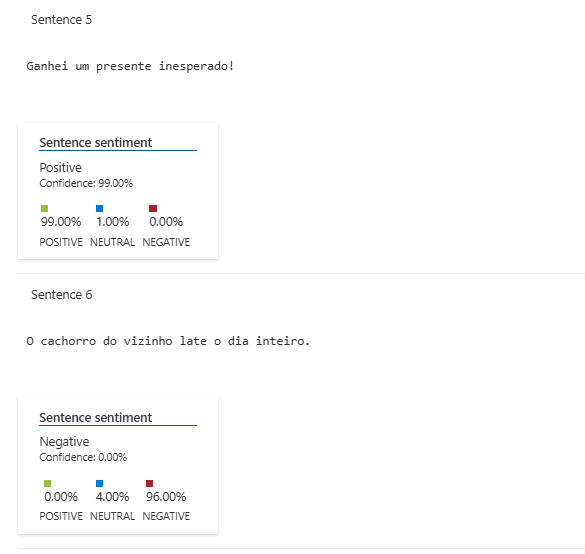 Sentence 5
Ganhei um presente inesperado!
Sentence sentiment
Positive
Confidence: 99.00%
99.00% 1.00% 0.00%
POSITIVE NEUTRAL NEGATIVE
Sentence 6
O cachorro do vizinho late o dia inteiro.
Sentence sentiment
Negative
Confidence: 0.00%
0.00% 4.00% 96.00%
POSITIVE NEUTRAL NEGATIVE